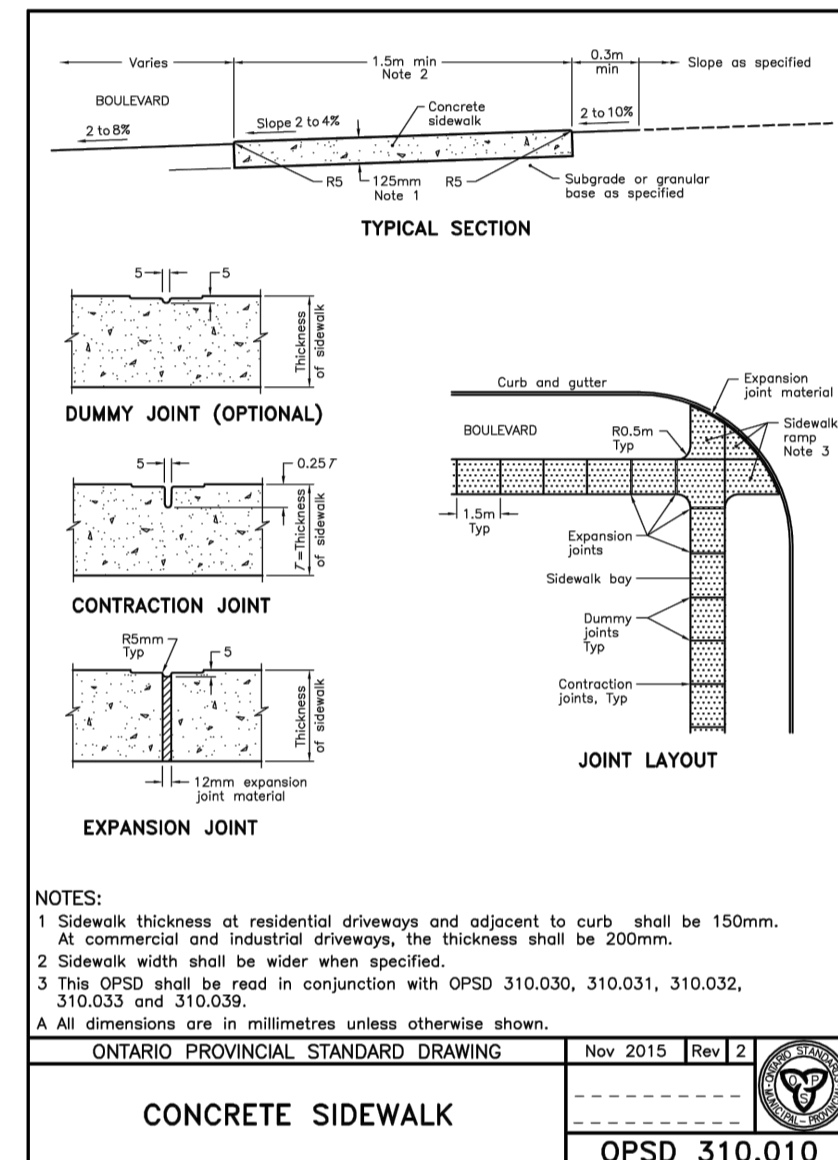 Varies
1.5m min
Note 2
0.3m
min
Slope as specified
BOULEVARD
2 to 8%
Slope 2 to 4%
Concrete
sidewalk
2 to 10%
R5
125mm
Note 1
R5
Subgrade or granular
base as specified
TYPICAL SECTION
5
5
Thickness
of sidewalk
DUMMY JOINT (OPTIONAL)
5
0.25T
T=Thickness
of sidewalk
CONTRACTION JOINT
R5mm
Typ
5
Thickness
of sidewalk
12mm expansion
joint material
EXPANSION JOINT
Curb and gutter
Expansion
joint material
BOULEVARD
R0.5m
Typ
Sidewalk
ramp
Note 3
1.5m
Typ
Expansion
joints
Sidewalk bay
Dummy
joints
Typ
Contraction
joints, Typ
JOINT LAYOUT
NOTES:
1 Sidewalk thickness at residential driveways and adjacent to curb shall be 150mm.
At commercial and industrial driveways, the thickness shall be 200mm.
2 Sidewalk width shall be wider when specified.
3 This OPSD shall be read in conjunction with OPSD 310.030, 310.031, 310.032,
310.033 and 310.039.
A All dimensions are in millimetres unless otherwise shown.
ONTARIO PROVINCIAL STANDARD DRAWING
Nov 2015
Rev
2
CONCRETE SIDEWALK
OPS
OPSD 310.010